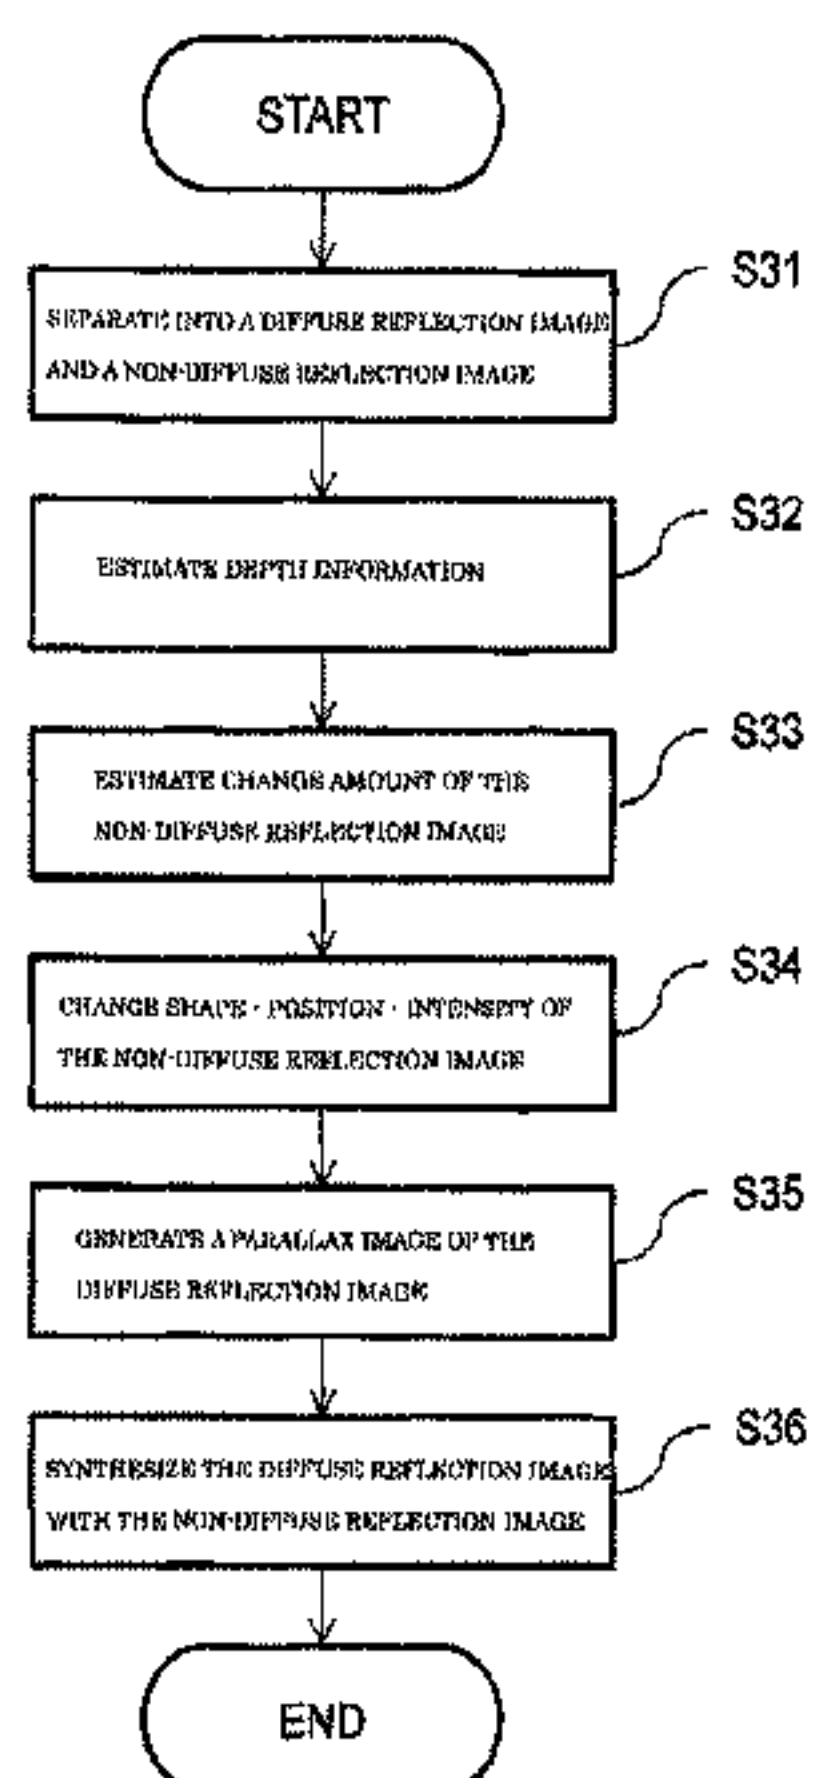 START
S31
SEPARATE INTO A DIFFUSE REFLECTION IMAGE
AND A NON-DIFFUSE REFLECTION IMAGE
S32
ESTIMATE DEPTH INFORMATION
S33
ESTIMATE CHANGE AMOUNT OF THE
NON-DIFFUSE REFLECTION IMAGE
S34
CHANGE SHAPE · POSITION · INTENSITY OF
THE NON-DIFFUSE REFLECTION IMAGE
S35
GENERATE A PARALLAX IMAGE OF THE
DIFFUSE REFLECTION IMAGE
S36
SYNTHESIZE THE DIFFUSE REFLECTION IMAGE
WITH THE NON-DIFFUSE REFLECTION IMAGE
END